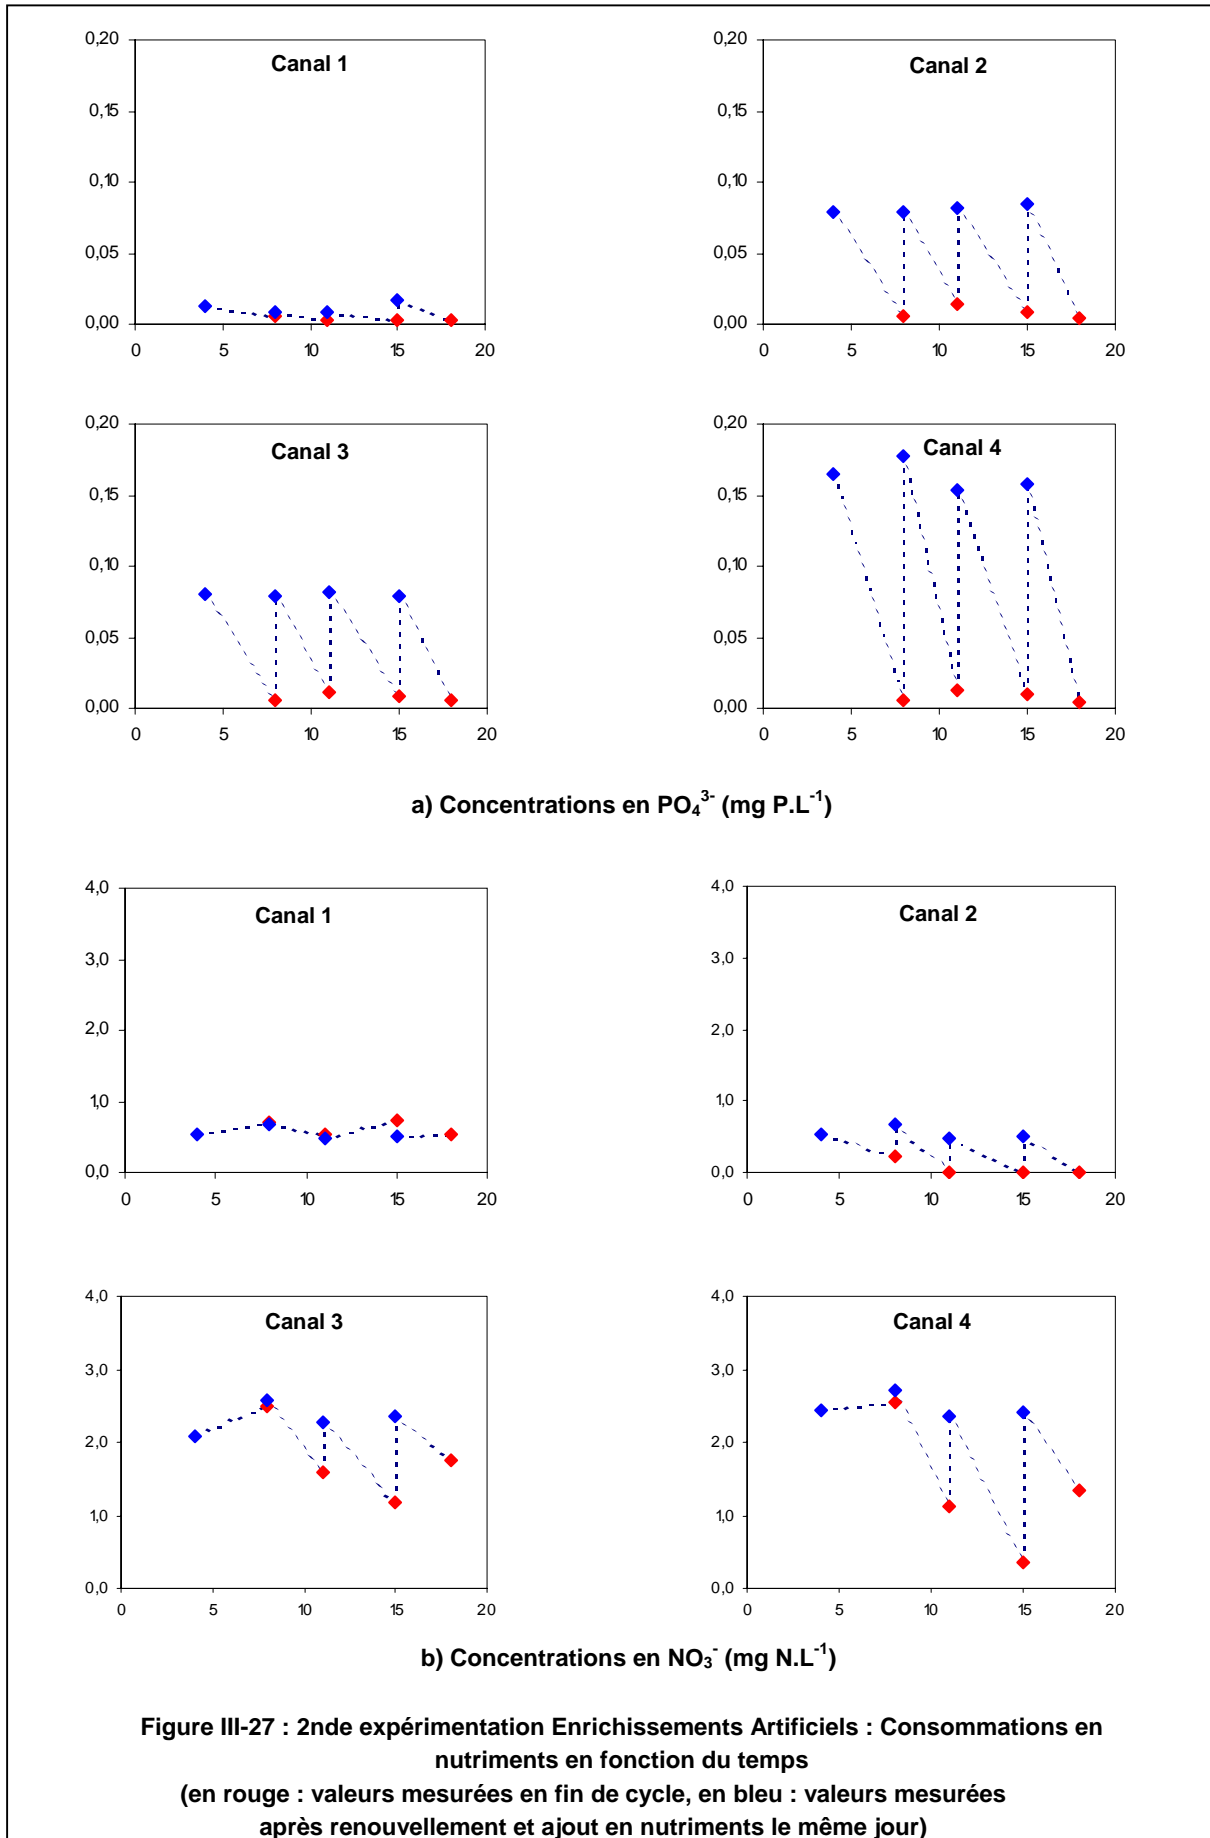 Canal 1
0,20
0,15
0,10
0,05
0,00
0 5 10 15 20
Canal 2
0,20
0,15
0,10
0,05
0,00
0 5 10 15 20
Canal 3
0,20
0,15
0,10
0,05
0,00
0 5 10 15 20
Canal 4
0,20
0,15
0,10
0,05
0,00
0 5 10 15 20
a) Concentrations en PO₄³⁻ (mg P.L⁻¹)
Canal 1
4,0
3,0
2,0
1,0
0,0
0 5 10 15 20
Canal 2
4,0
3,0
2,0
1,0
0,0
0 5 10 15 20
Canal 3
4,0
3,0
2,0
1,0
0,0
0 5 10 15 20
Canal 4
4,0
3,0
2,0
1,0
0,0
0 5 10 15 20
b) Concentrations en NO₃⁻ (mg N.L⁻¹)
Figure III-27 : 2nde expérimentation Enrichissements Artificiels : Consommations en
nutriments en fonction du temps
(en rouge : valeurs mesurées en fin de cycle, en bleu : valeurs mesurées
après renouvellement et ajout en nutriments le même jour)